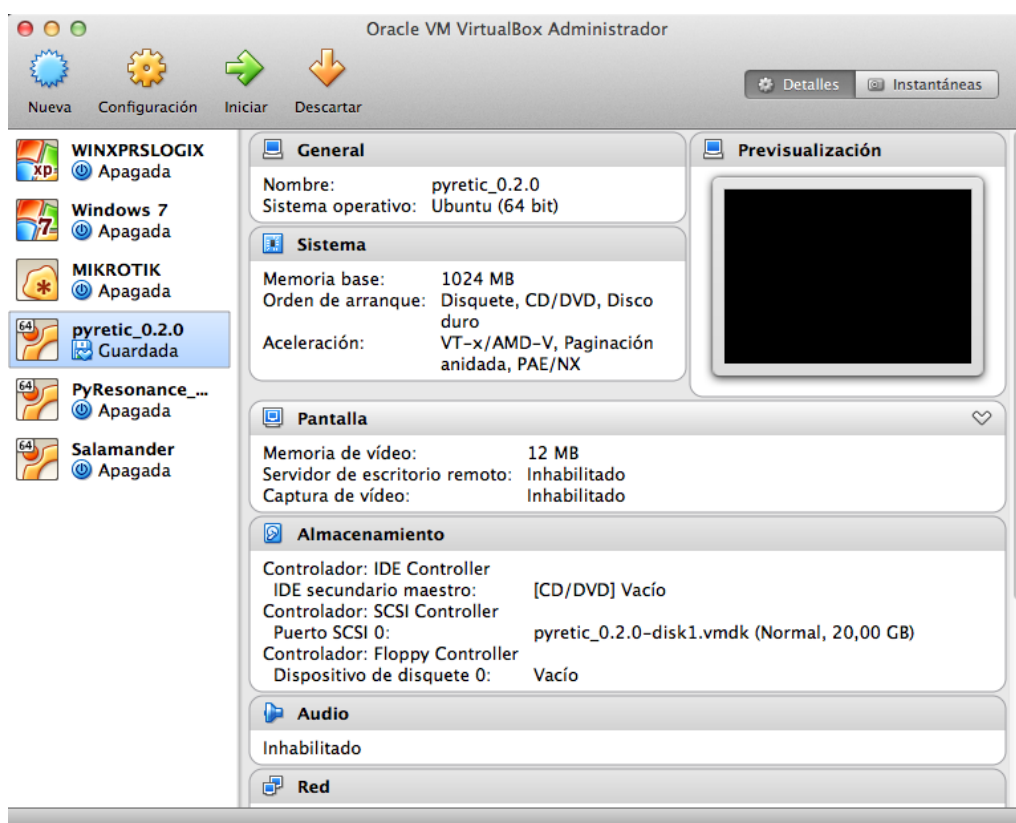 Oracle VM VirtualBox Administrador
Nueva Configuración Iniciar Descartar
Detalles Instantáneas
WINXPRSLOGIX
Apagada
Windows 7
Apagada
MIKROTIK
Apagada
64
pyretic_0.2.0
Guardada
64
PyResonance_...
Apagada
64
Salamander
Apagada
General
Nombre: pyretic_0.2.0
Sistema operativo: Ubuntu (64 bit)
Sistema
Memoria base: 1024 MB
Orden de arranque: Disquete, CD/DVD, Disco
duro
Aceleración: VT-x/AMD-V, Paginación
anidada, PAE/NX
Previsualización
Pantalla
Memoria de vídeo: 12 MB
Servidor de escritorio remoto: Inhabilitado
Captura de vídeo: Inhabilitado
Almacenamiento
Controlador: IDE Controller
IDE secundario maestro: [CD/DVD] Vacío
Controlador: SCSI Controller
Puerto SCSI 0: pyretic_0.2.0-disk1.vmdk (Normal, 20,00 GB)
Controlador: Floppy Controller
Dispositivo de disquete 0: Vacío
Audio
Inhabilitado
Red